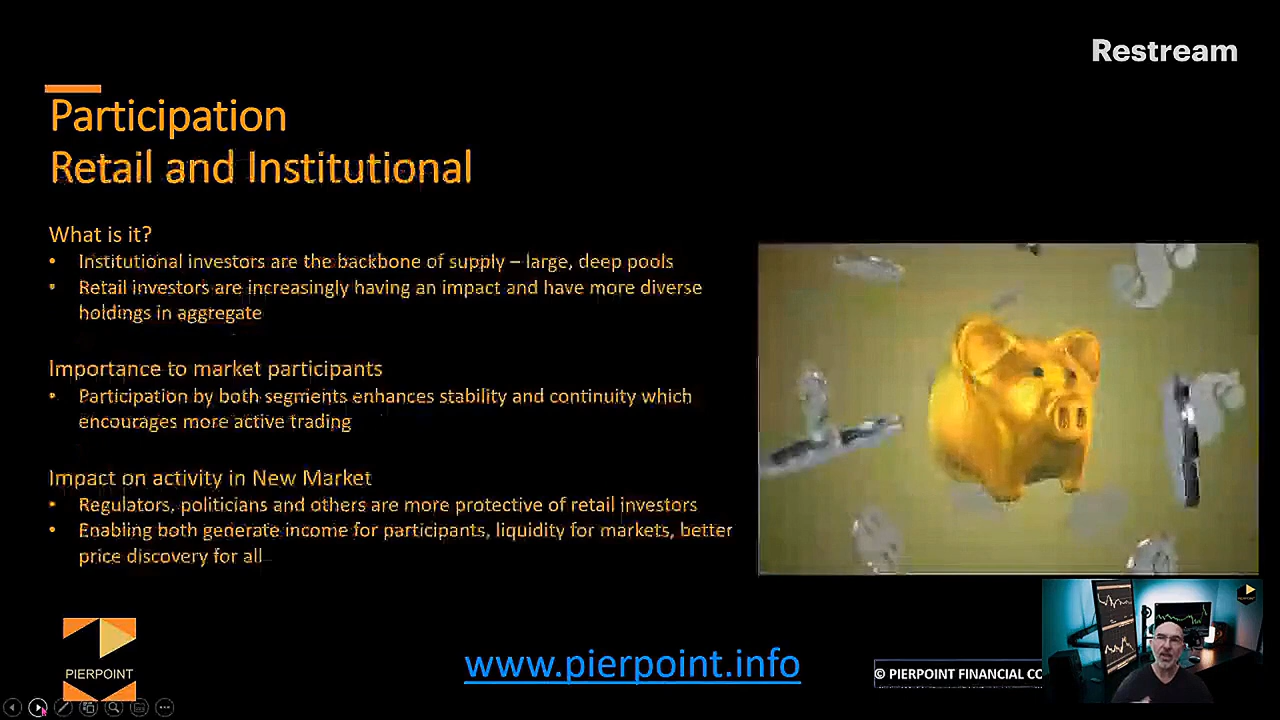 Restream
Participation
Retail and Institutional
What is it?
• Institutional investors are the backbone of supply – large, deep pools
• Retail investors are increasingly having an impact and have more diverse
holdings in aggregate
Importance to market participants
• Participation by both segments enhances stability and continuity which
encourages more active trading
Impact on activity in New Market
• Regulators, politicians and others are more protective of retail investors
• Enabling both generate income for participants, liquidity for markets, better
price discovery for all
PIERPOINT
www.pierpoint.info
© PIERPOINT FINANCIAL CO